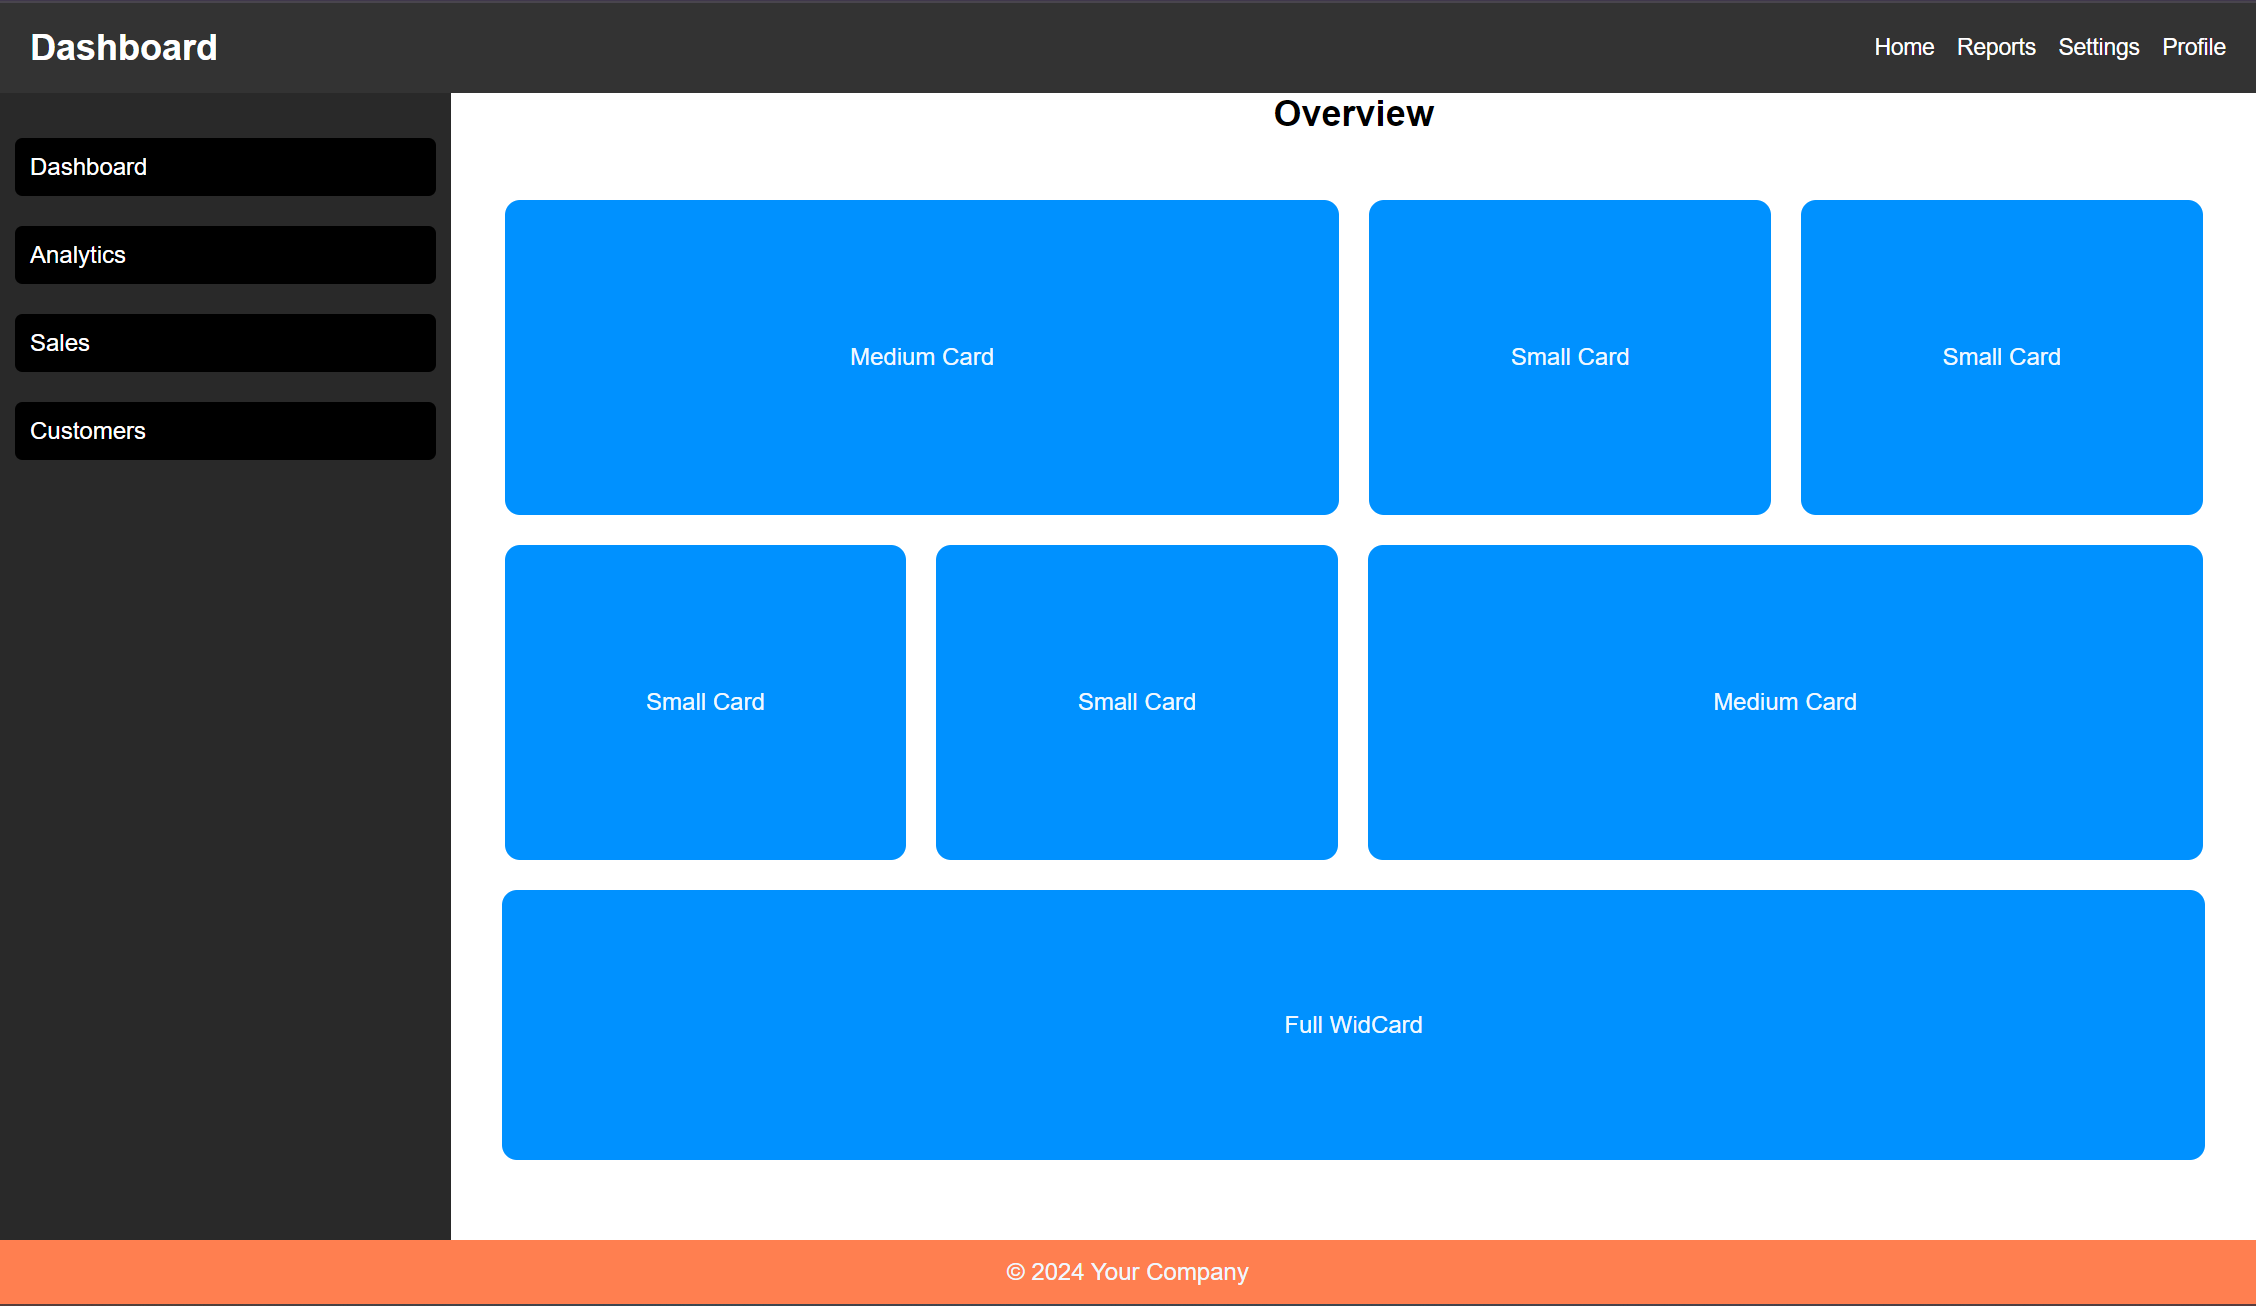 Dashboard
Home Reports Settings Profile
Dashboard
Analytics
Sales
Customers
Overview
Medium Card
Small Card
Small Card
Small Card
Small Card
Medium Card
Full WidCard
© 2024 Your Company